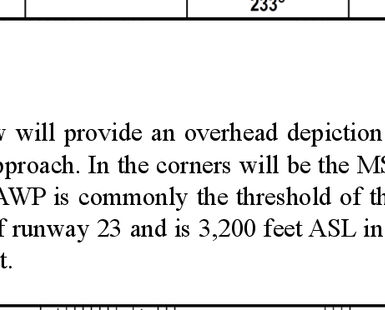 233°
will provide an overhead depiction
pproach. In the corners will be the MS
AWP is commonly the threshold of th
f runway 23 and is 3,200 feet ASL in
t.